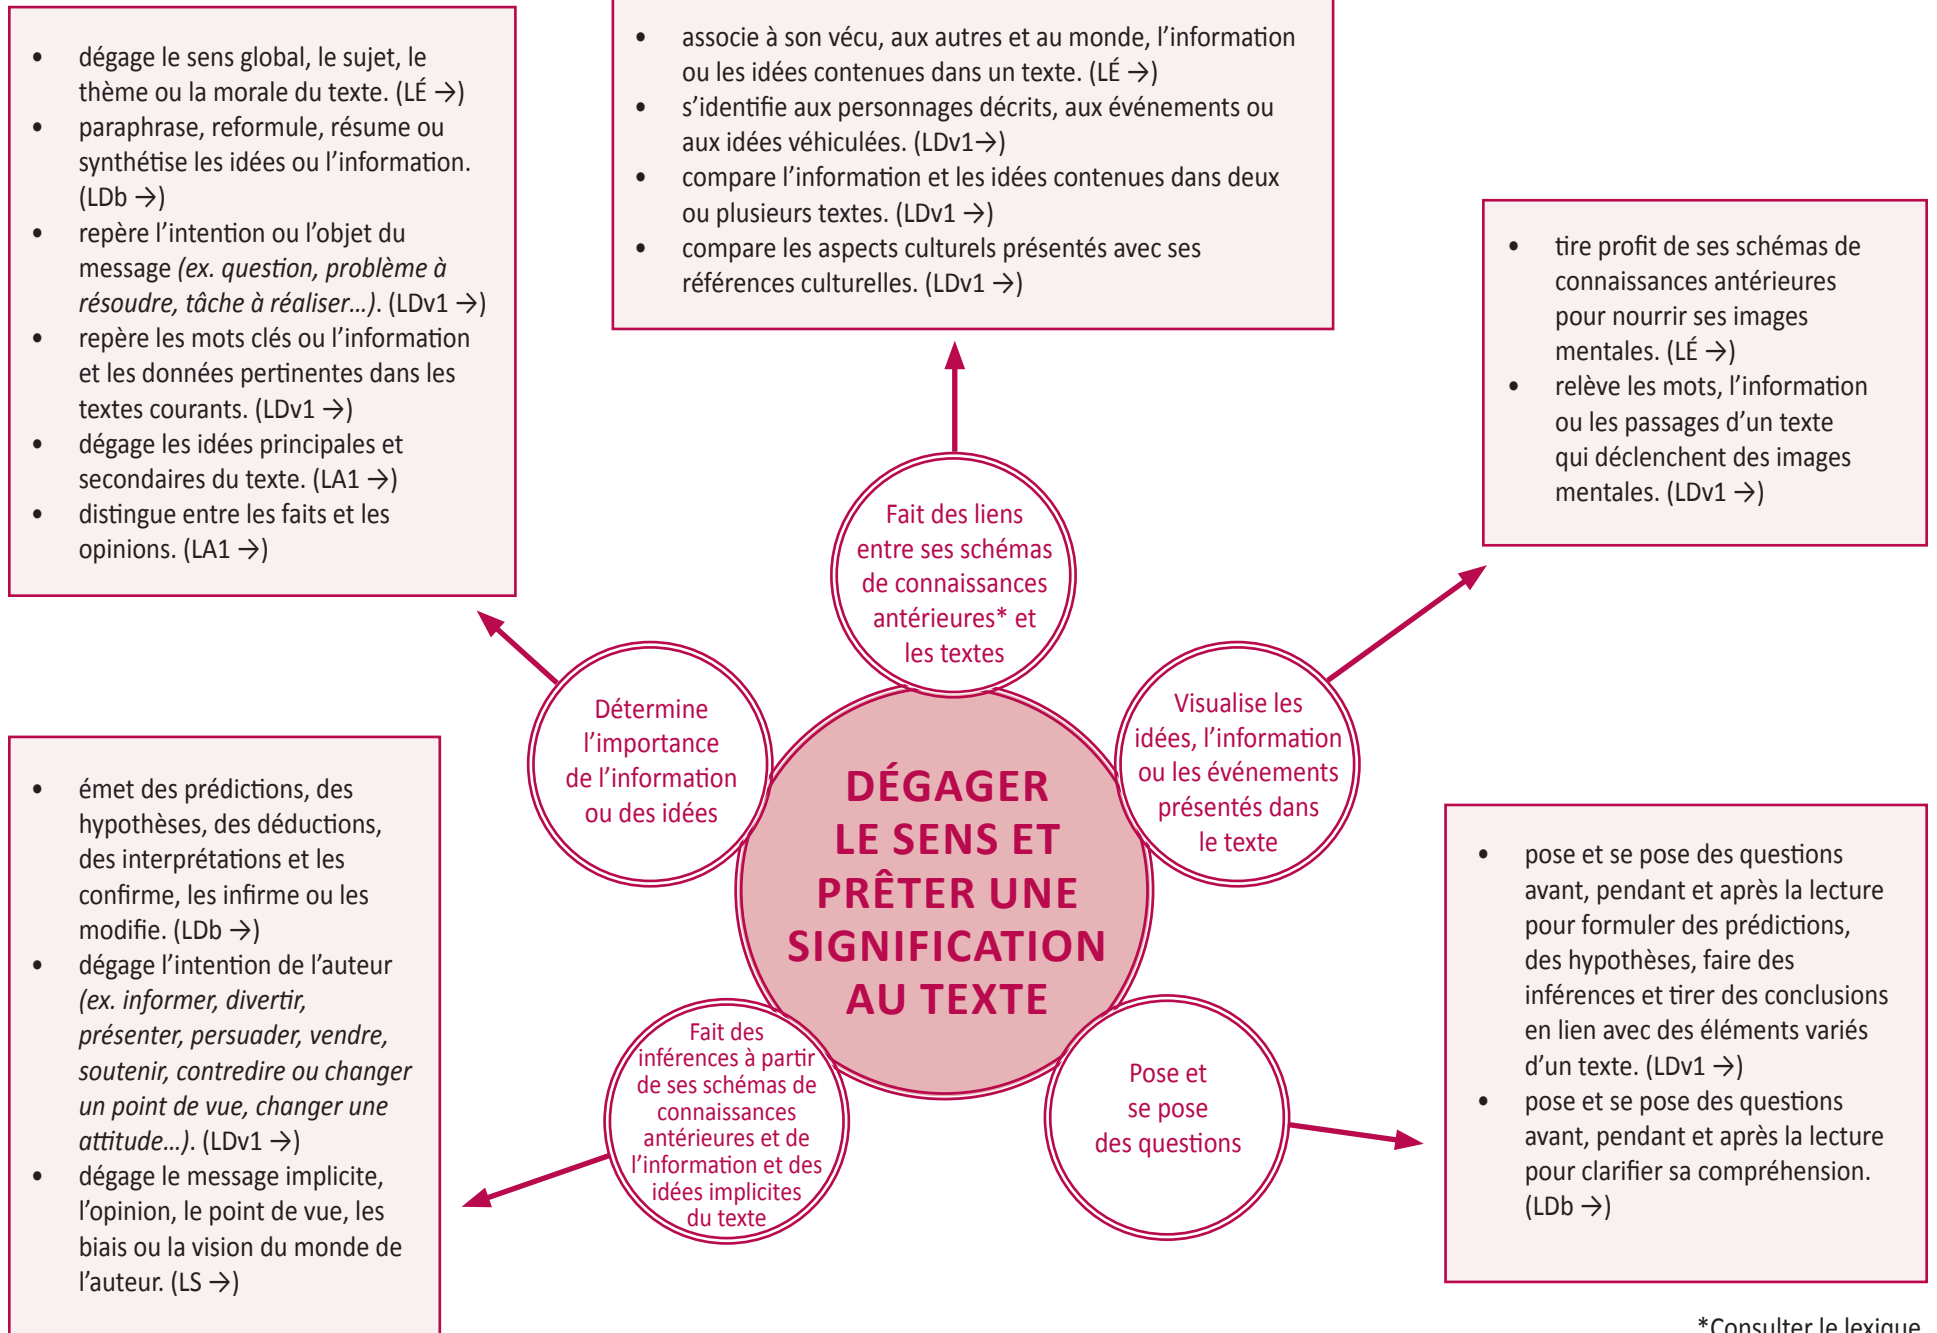 • dégage le sens global, le sujet, le
thème ou la morale du texte. (LÉ →)
• paraphrase, reformule, résume ou
synthétise les idées ou l’information.
(LDb →)
• repère l’intention ou l’objet du
message (ex. question, problème à
résoudre, tâche à réaliser…). (LDv1 →)
• repère les mots clés ou l’information
et les données pertinentes dans les
textes courants. (LDv1 →)
• dégage les idées principales et
secondaires du texte. (LA1 →)
• distingue entre les faits et les
opinions. (LA1 →)
• associe à son vécu, aux autres et au monde, l’information
ou les idées contenues dans un texte. (LÉ →)
• s’identifie aux personnages décrits, aux événements ou
aux idées véhiculées. (LDv1→)
• compare l’information et les idées contenues dans deux
ou plusieurs textes. (LDv1 →)
• compare les aspects culturels présentés avec ses
références culturelles. (LDv1 →)
• tire profit de ses schémas de
connaissances antérieures
pour nourrir ses images
mentales. (LÉ →)
• relève les mots, l’information
ou les passages d’un texte
qui déclenchent des images
mentales. (LDv1 →)
Fait des liens
entre ses schémas
de connaissances
antérieures* et
les textes
Détermine
l’importance
de l’information
ou des idées
Visualise les
idées, l’information
ou les événements
présentés dans
le texte
DÉGAGER
LE SENS ET
PRÊTER UNE
SIGNIFICATION
AU TEXTE
• émet des prédictions, des
hypothèses, des déductions,
des interprétations et les
confirme, les infirme ou les
modifie. (LDb →)
• dégage l’intention de l’auteur
(ex. informer, divertir,
présenter, persuader, vendre,
soutenir, contredire ou changer
un point de vue, changer une
attitude…). (LDv1 →)
• dégage le message implicite,
l’opinion, le point de vue, les
biais ou la vision du monde de
l’auteur. (LS →)
Fait des
inférences à partir
de ses schémas de
connaissances
antérieures et de
l’information et des
idées implicites
du texte
Pose et
se pose
des questions
• pose et se pose des questions
avant, pendant et après la lecture
pour formuler des prédictions,
des hypothèses, faire des
inférences et tirer des conclusions
en lien avec des éléments variés
d’un texte. (LDv1 →)
• pose et se pose des questions
avant, pendant et après la lecture
pour clarifier sa compréhension.
(LDb →)
*Consulter le lexique